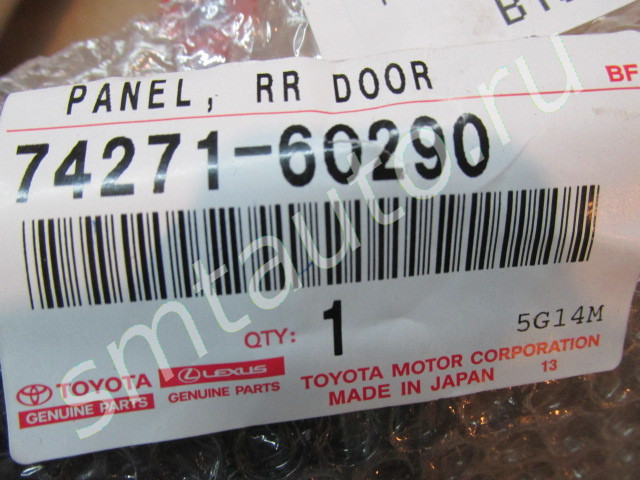 PANEL, RR DOOR
BF
74271-60290
QTY: 1
5G14M
TOYOTA
GENUINE PARTS
LEXUS
GENUINE PARTS
TOYOTA MOTOR CORPORATION
MADE IN JAPAN 13
smtauto.ru